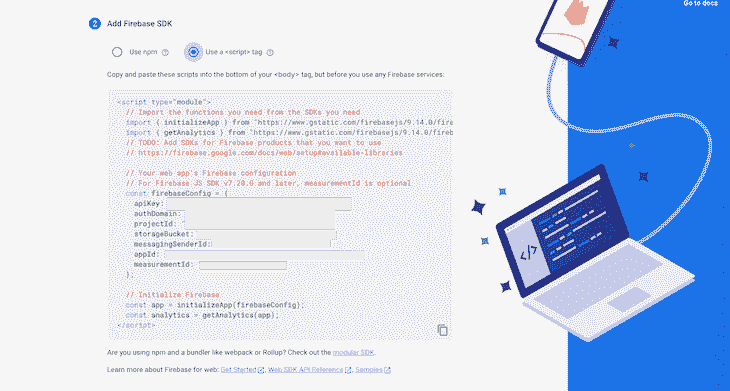 Go to docs
2 Add Firebase SDK
Use npm ? Use a <script> tag ?
Copy and paste these scripts into the bottom of your <body> tag, but before you use any Firebase services:
<script type="module">
// Import the functions you need from the SDKs you need
import { initializeApp } from "https://www.gstatic.com/firebasejs/9.14.0/fire
import { getAnalytics } from "https://www.gstatic.com/firebasejs/9.14.0/fire
// TODO: Add SDKs for Firebase products that you want to use
// https://firebase.google.com/docs/web/setup#available-libraries
// Your web app's Firebase configuration
// For Firebase JS SDK v7.20.0 and later, measurementId is optional
const firebaseConfig = {
apiKey:
authDomain:
projectId: "
storageBucket:
messagingSenderId:
appId:
measurementId:
};
// Initialize Firebase
const app = initializeApp(firebaseConfig);
const analytics = getAnalytics(app);
</script>
</>
Are you using npm and a bundler like webpack or Rollup? Check out the modular SDK.
Learn more about Firebase for web: Get Started, Web SDK API Reference, Samples